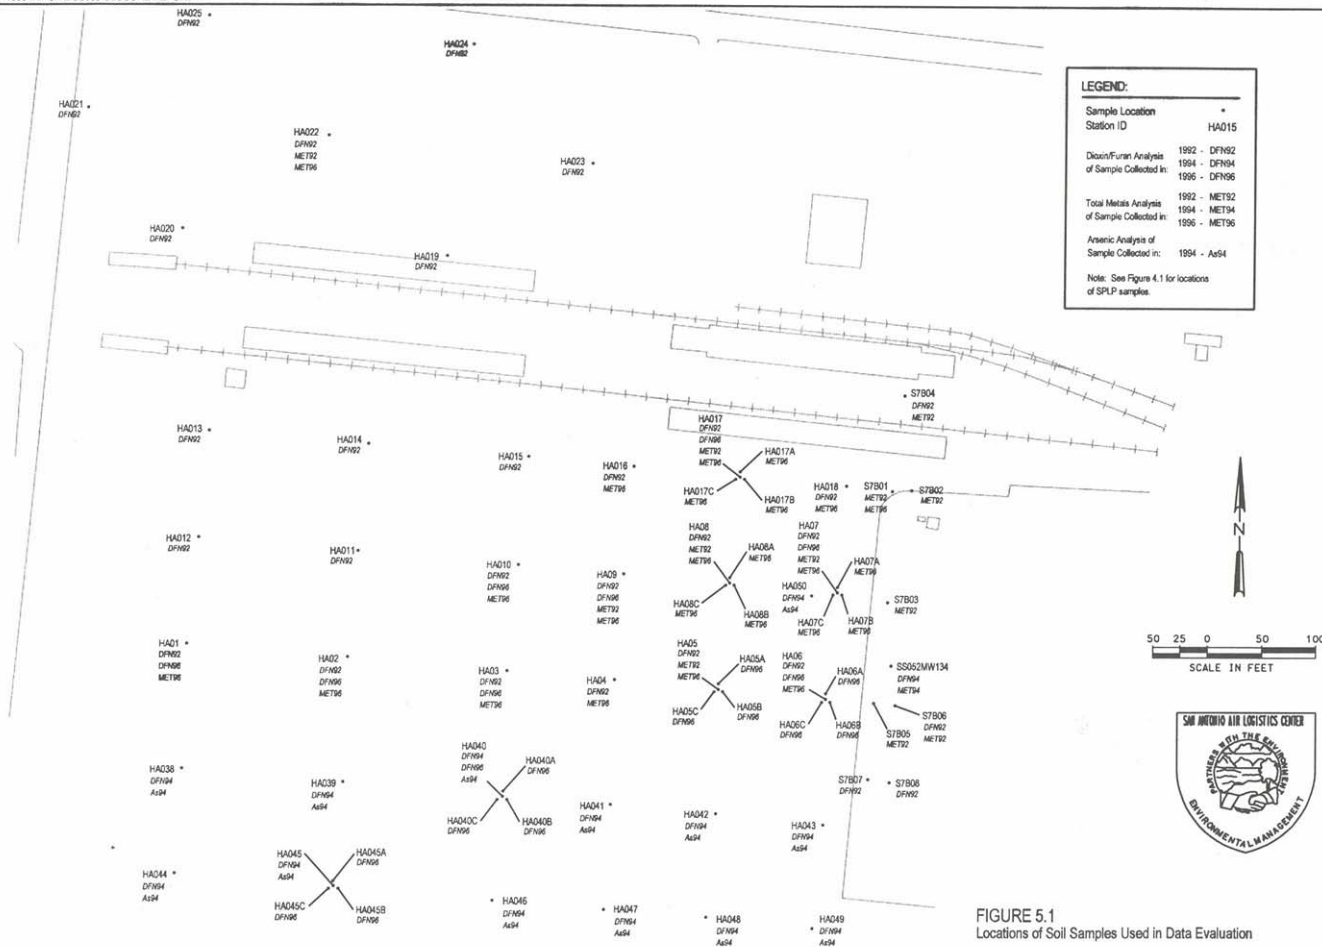 HA025
DFN92
HA024
DFN92
HA021
DFN92
HA022
DFN92
MET92
MET96
HA023
DFN92
LEGEND:
Sample Location
Station ID HA015
Dioxin/Furan Analysis
of Sample Collected in:
1992 - DFN92
1994 - DFN94
1996 - DFN96
Total Metals Analysis
of Sample Collected in:
1992 - MET92
1994 - MET94
1996 - MET96
Arsenic Analysis of
Sample Collected in: 1994 - As94
Note: See Figure 4.1 for locations
of SPLP samples.
HA020
DFN92
HA019
DFN92
S7B04
DFN92
MET92
HA013
DFN92
HA014
DFN92
HA015
DFN92
HA016
DFN92
MET96
HA017
DFN92
DFN96
MET92
MET96
HA017A
MET96
HA017C
MET96
HA017B
MET96
HA018
DFN92
MET96
S7B01
MET92
MET96
S7B02
MET92
HA012
DFN92
HA011
DFN92
HA010
DFN92
DFN96
MET96
HA09
DFN92
DFN96
MET92
MET96
HA08
DFN92
MET92
MET96
HA08A
MET96
HA08C
MET96
HA08B
MET96
HA07
DFN92
DFN96
MET92
MET96
HA07A
MET96
HA050
DFN94
As94
HA07C
MET96
HA07B
MET96
S7B03
MET92
N
50 25 0 50 100
SCALE IN FEET
HA01
DFN92
DFN96
MET96
HA02
DFN92
DFN96
MET96
HA03
DFN92
DFN96
MET96
HA04
DFN92
MET96
HA05
DFN92
MET92
MET96
HA05A
DFN96
HA05C
DFN96
HA05B
DFN96
HA06
DFN92
DFN96
MET96
HA06A
DFN96
HA06C
DFN96
HA06B
DFN96
SS052MW134
DFN94
MET94
S7B05
MET92
S7B06
DFN92
MET92
S7B07
DFN92
S7B08
DFN92
HA038
DFN94
As94
HA039
DFN94
As94
HA040
DFN94
DFN96
As94
HA040A
DFN96
HA040C
DFN96
HA040B
DFN96
HA041
DFN94
As94
HA042
DFN94
As94
HA043
DFN94
As94
SAN ANTONIO AIR LOGISTICS CENTER
PARTNERS WITH THE ENVIRONMENT
ENVIRONMENTAL MANAGEMENT
HA044
DFN94
As94
HA045
DFN94
As94
HA045A
DFN96
HA045C
DFN96
HA045B
DFN96
HA046
DFN94
As94
HA047
DFN94
As94
HA048
DFN94
As94
HA049
DFN94
As94
FIGURE 5.1
Locations of Soil Samples Used in Data Evaluation